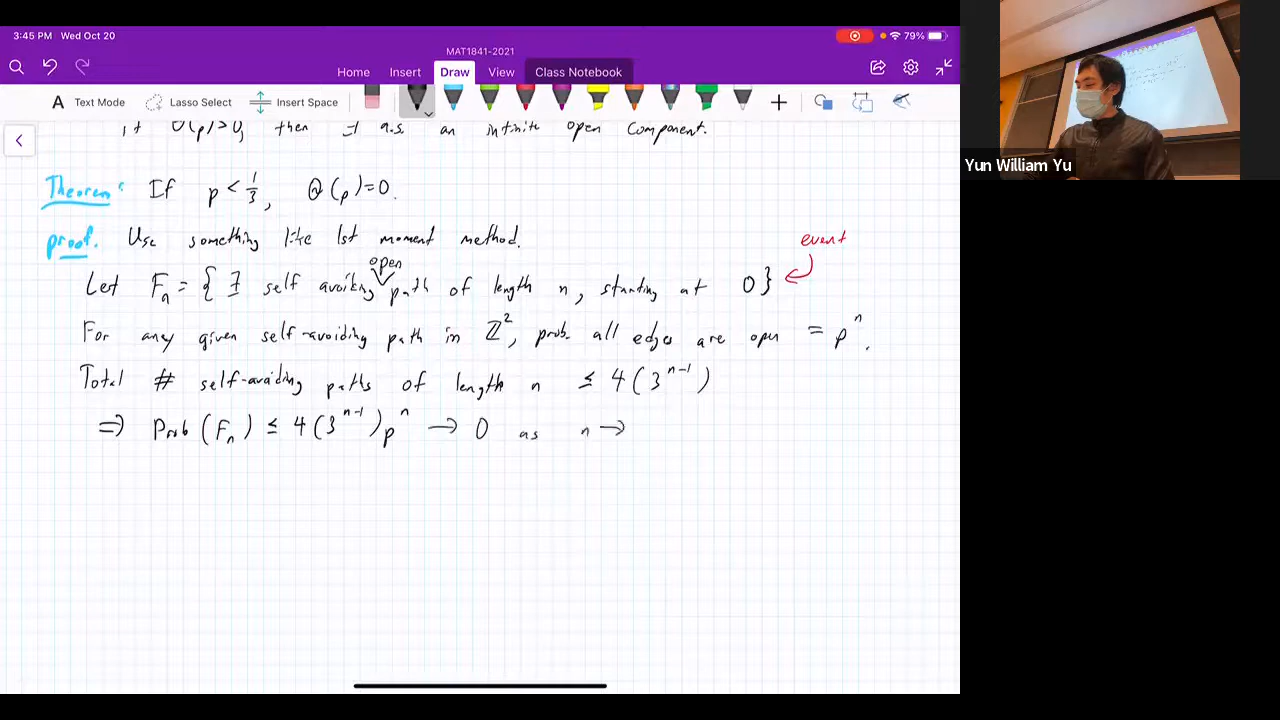 3:45 PM Wed Oct 20
79%
MAT1841-2021
Home Insert Draw View Class Notebook
A Text Mode Lasso Select Insert Space
if Θ(p)>0, then ∃ a.s. an infinite open component.
Theorem: If p < 1/3, Θ(p)=0.
proof. Use something like 1st moment method.
event
open
Let Fₙ = { ∃ self avoiding path of length n, starting at 0}
For any given self-avoiding path in ℤ², prob. all edges are open = pⁿ.
Total # self-avoiding paths of length n ≤ 4(3ⁿ⁻¹)
⇒ Prob(Fₙ) ≤ 4(3ⁿ⁻¹)pⁿ → 0 as n →
Yun William Yu